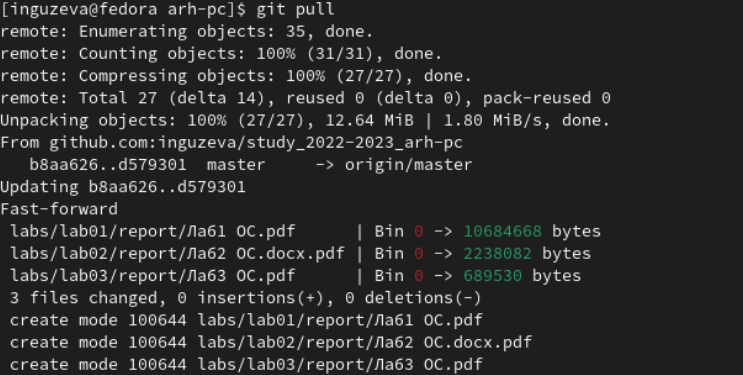 [inguzeva@fedora arh-pc]$ git pull
remote: Enumerating objects: 35, done.
remote: Counting objects: 100% (31/31), done.
remote: Compressing objects: 100% (27/27), done.
remote: Total 27 (delta 14), reused 0 (delta 0), pack-reused 0
Unpacking objects: 100% (27/27), 12.64 MiB | 1.80 MiB/s, done.
From github.com:inguzeva/study_2022-2023_arh-pc
   b8aa626..d579301  master     -> origin/master
Updating b8aa626..d579301
Fast-forward
 labs/lab01/report/Ла61 ОС.pdf      | Bin 0 -> 10684668 bytes
 labs/lab02/report/Ла62 ОС.docx.pdf | Bin 0 -> 2238082 bytes
 labs/lab03/report/Ла63 ОС.pdf      | Bin 0 -> 689530 bytes
 3 files changed, 0 insertions(+), 0 deletions(-)
 create mode 100644 labs/lab01/report/Ла61 ОС.pdf
 create mode 100644 labs/lab02/report/Ла62 ОС.docx.pdf
 create mode 100644 labs/lab03/report/Ла63 ОС.pdf